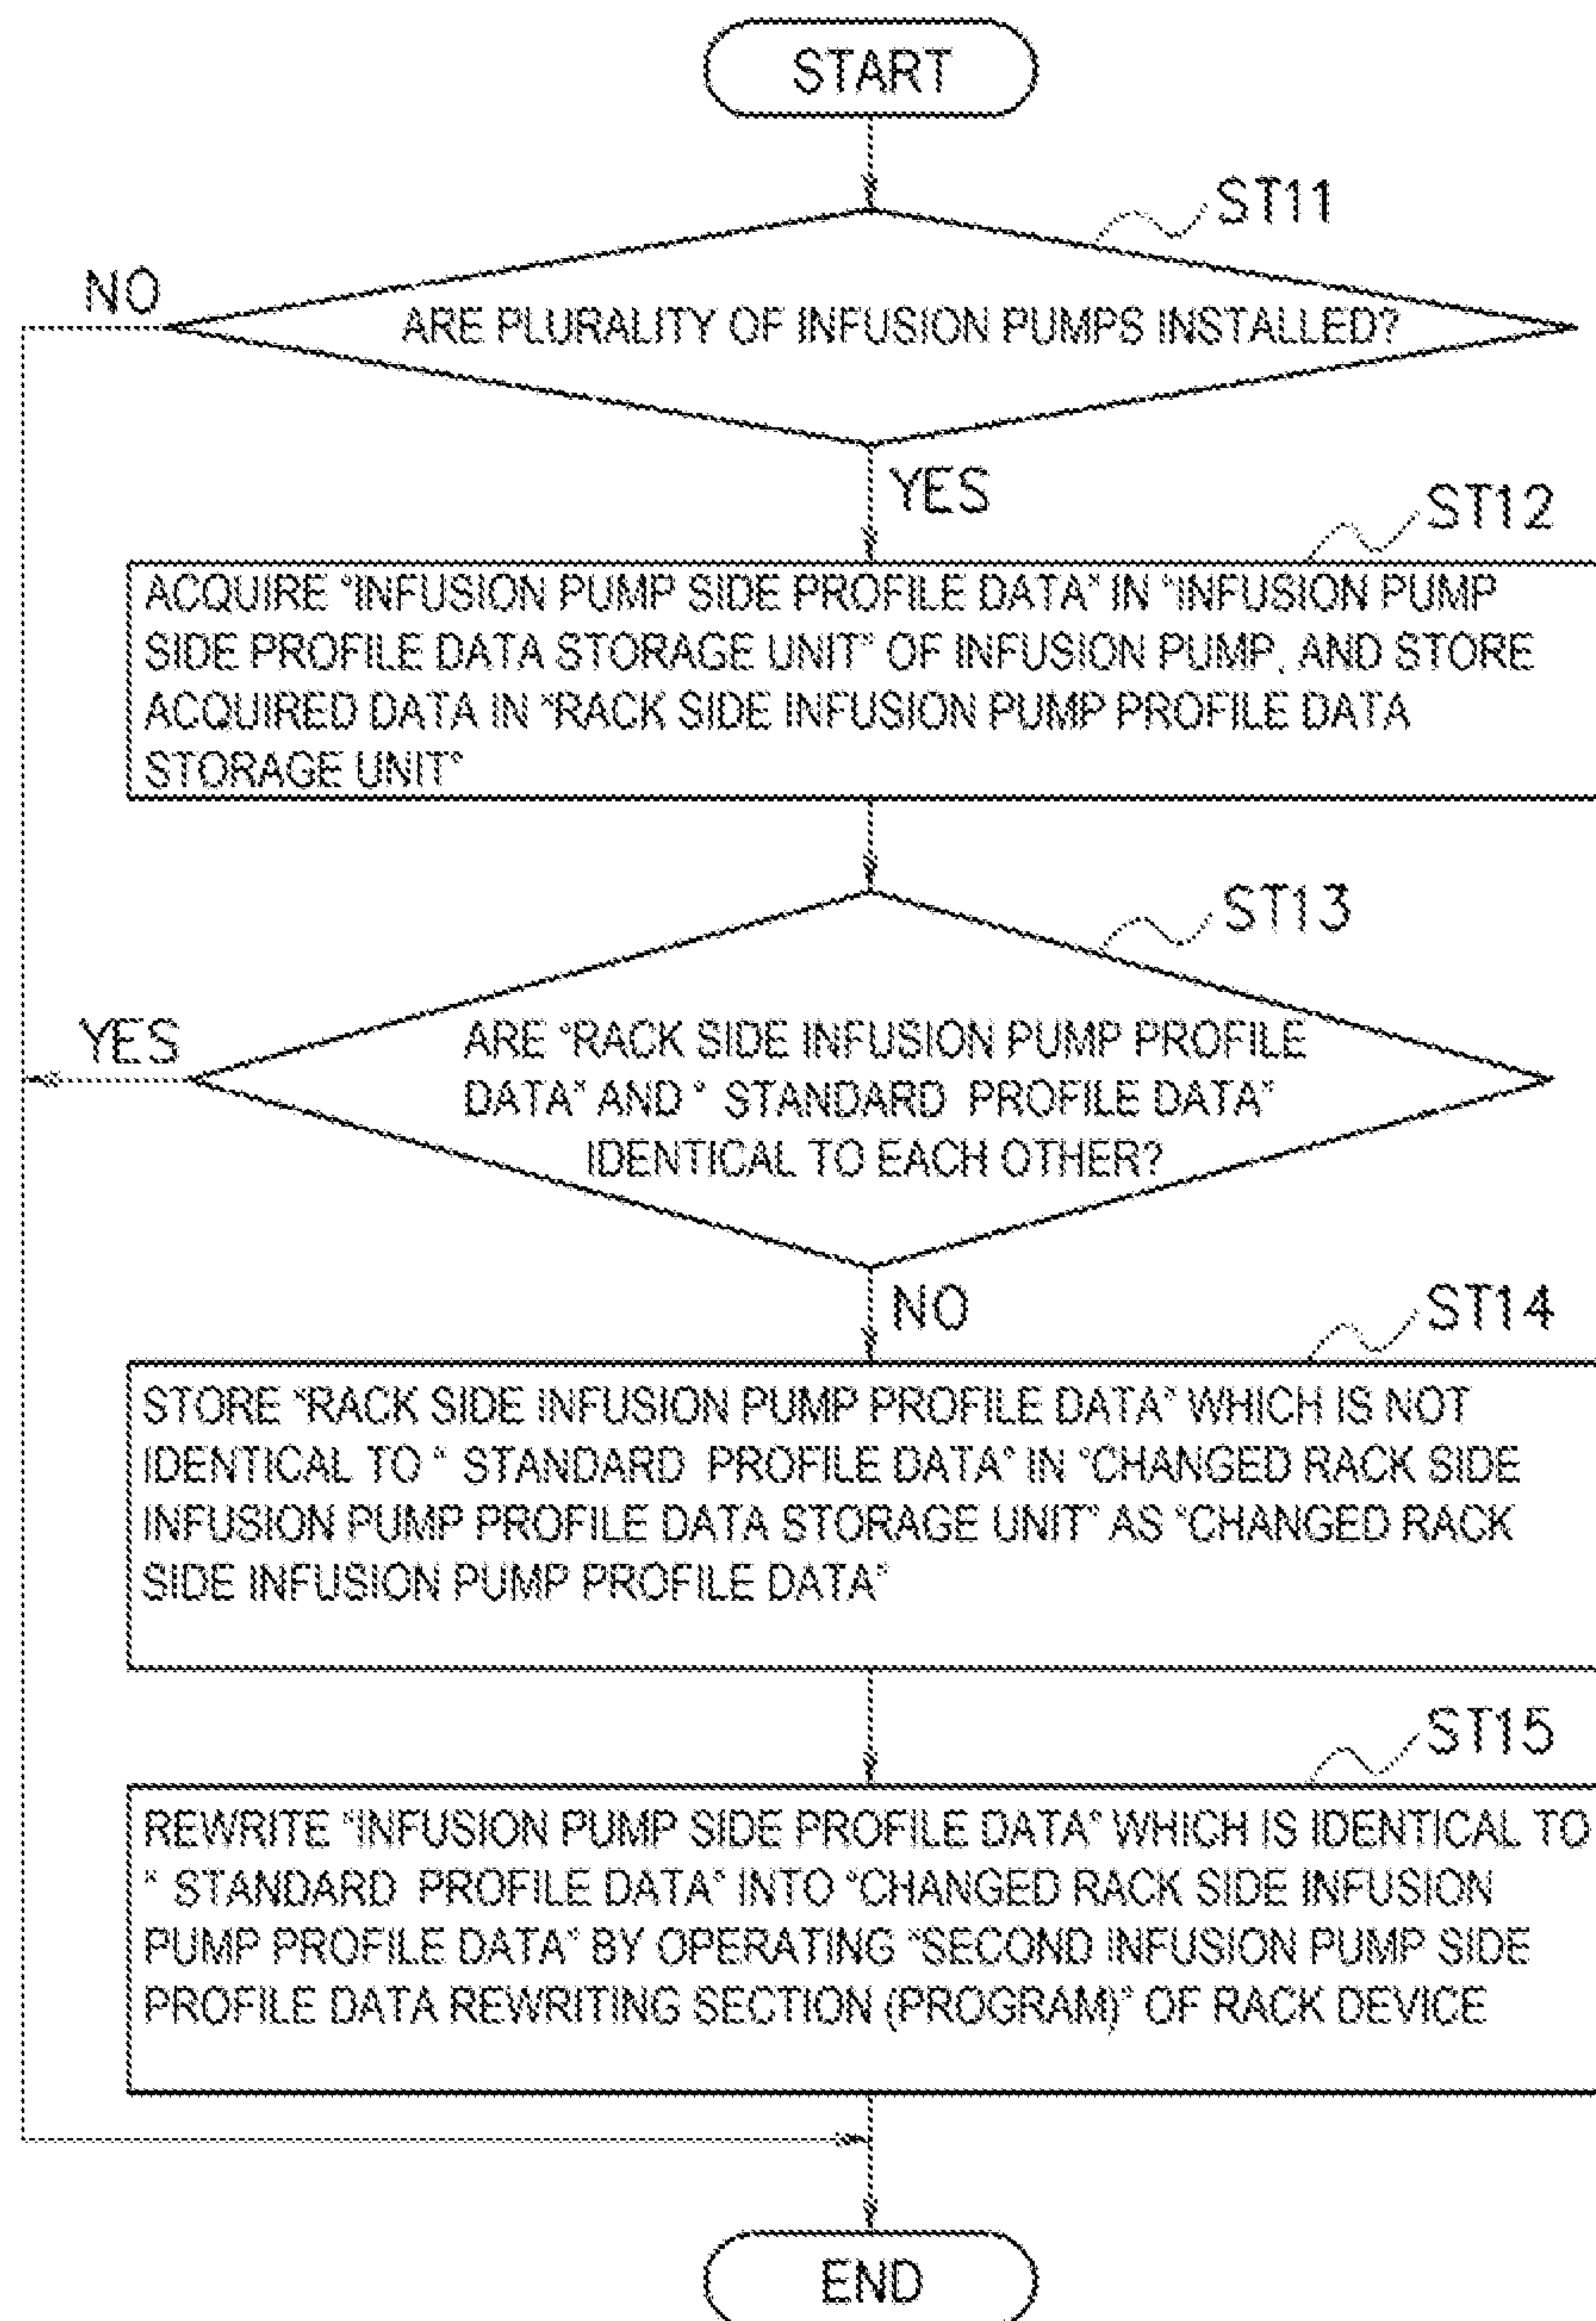 START
ST11
NO
ARE PLURALITY OF INFUSION PUMPS INSTALLED?
YES
ST12
ACQUIRE "INFUSION PUMP SIDE PROFILE DATA" IN "INFUSION PUMP
SIDE PROFILE DATA STORAGE UNIT" OF INFUSION PUMP, AND STORE
ACQUIRED DATA IN "RACK SIDE INFUSION PUMP PROFILE DATA
STORAGE UNIT"
ST13
YES
ARE "RACK SIDE INFUSION PUMP PROFILE
DATA" AND " STANDARD PROFILE DATA"
IDENTICAL TO EACH OTHER?
NO
ST14
STORE "RACK SIDE INFUSION PUMP PROFILE DATA" WHICH IS NOT
IDENTICAL TO " STANDARD PROFILE DATA" IN "CHANGED RACK SIDE
INFUSION PUMP PROFILE DATA STORAGE UNIT" AS "CHANGED RACK
SIDE INFUSION PUMP PROFILE DATA"
ST15
REWRITE "INFUSION PUMP SIDE PROFILE DATA" WHICH IS IDENTICAL TO
" STANDARD PROFILE DATA" INTO "CHANGED RACK SIDE INFUSION
PUMP PROFILE DATA" BY OPERATING "SECOND INFUSION PUMP SIDE
PROFILE DATA REWRITING SECTION (PROGRAM)" OF RACK DEVICE
END